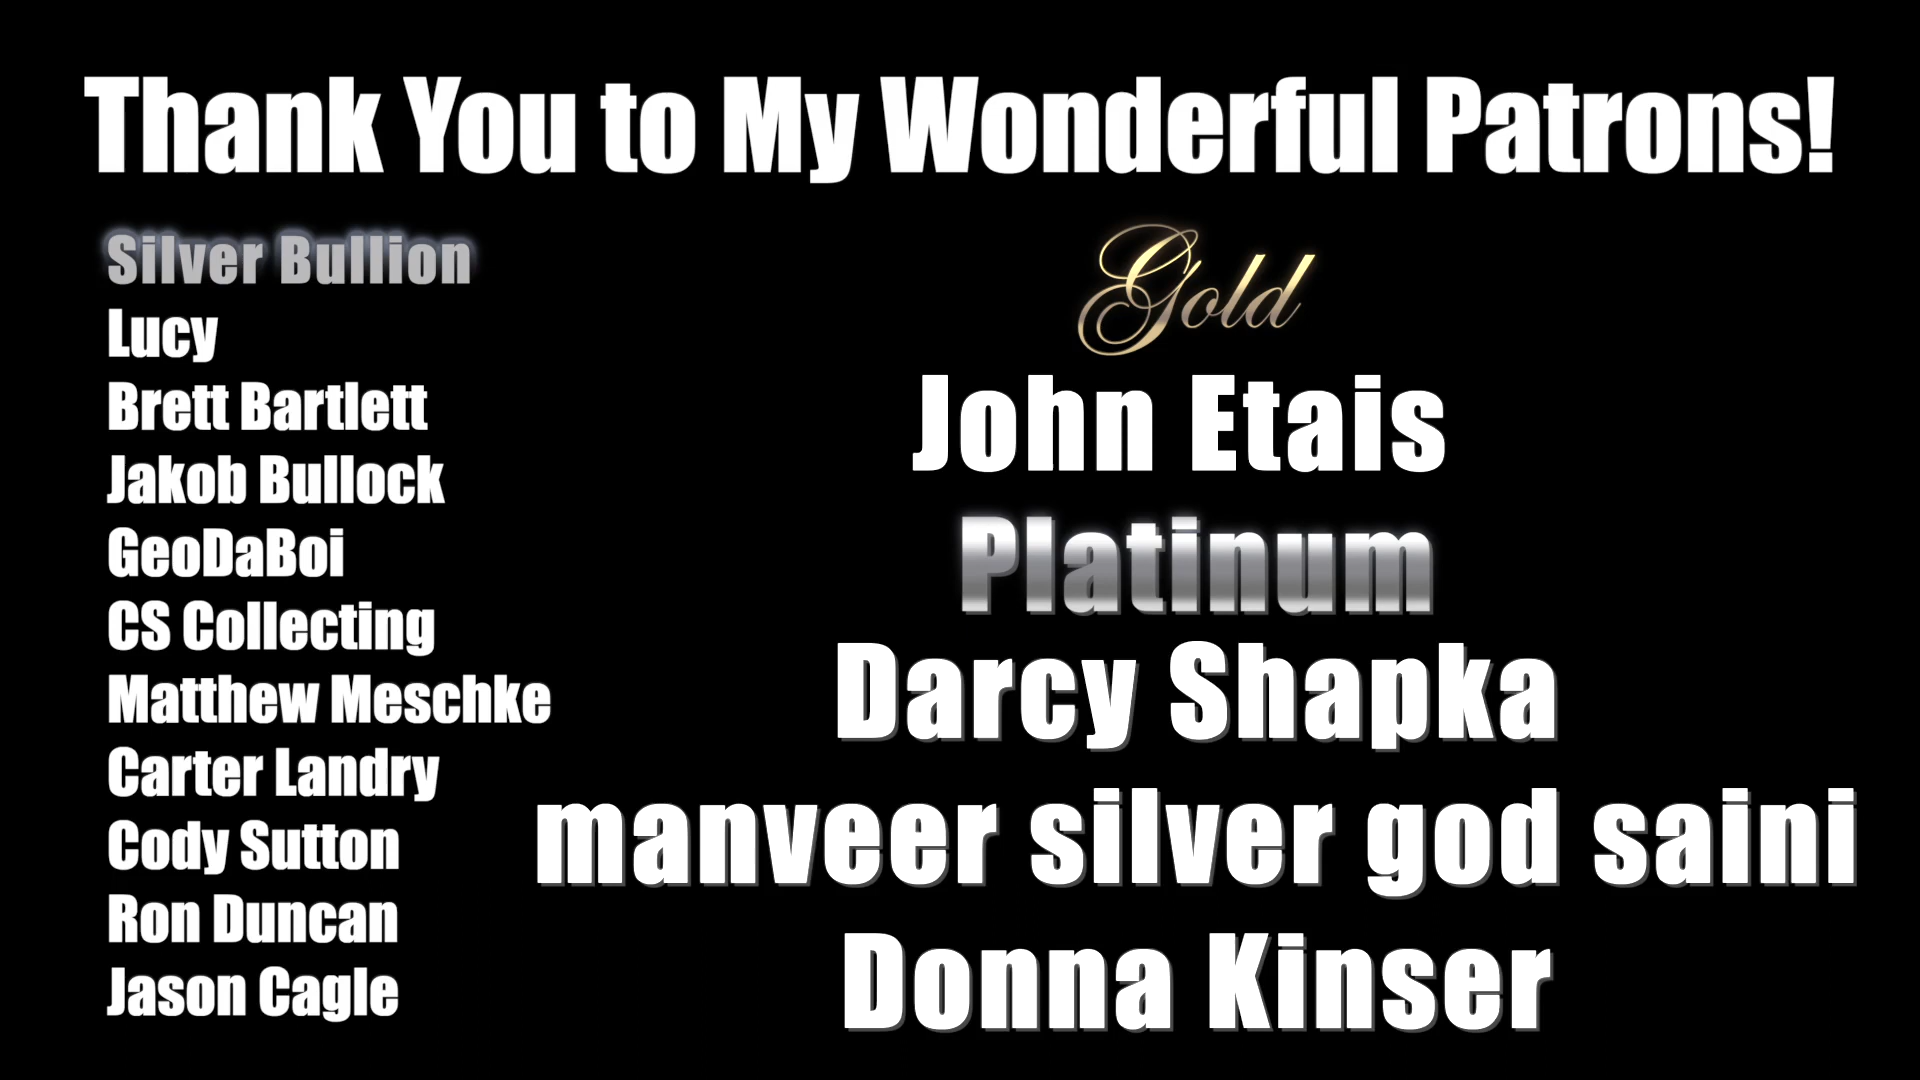 Thank You to My Wonderful Patrons!
Silver Bullion
Lucy
Brett Bartlett
Jakob Bullock
GeoDaBoi
CS Collecting
Matthew Meschke
Carter Landry
Cody Sutton
Ron Duncan
Jason Cagle
Gold
John Etais
Platinum
Darcy Shapka
manveer silver god saini
Donna Kinser